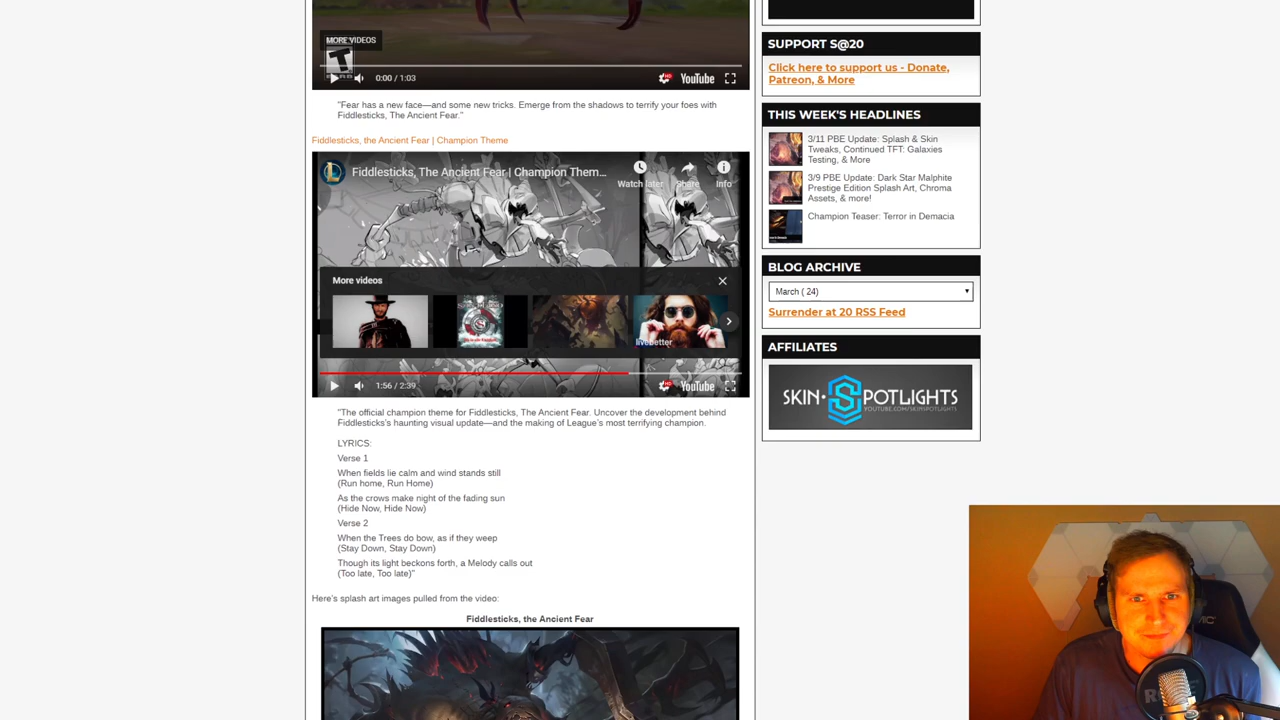 MORE VIDEOS
T
0:00 / 1:03
HD
YouTube
"Fear has a new face—and some new tricks. Emerge from the shadows to terrify your foes with
Fiddlesticks, The Ancient Fear."
Fiddlesticks, the Ancient Fear | Champion Theme
Fiddlesticks, The Ancient Fear | Champion Them...
Watch later
Share
Info
More videos
livebetter
1:56 / 2:39
HD
YouTube
"The official champion theme for Fiddlesticks, The Ancient Fear. Uncover the development behind
Fiddlesticks's haunting visual update—and the making of League's most terrifying champion.
LYRICS:
Verse 1
When fields lie calm and wind stands still
(Run home, Run Home)
As the crows make night of the fading sun
(Hide Now, Hide Now)
Verse 2
When the Trees do bow, as if they weep
(Stay Down, Stay Down)
Though its light beckons forth, a Melody calls out
(Too late, Too late)"
Here's splash art images pulled from the video:
Fiddlesticks, the Ancient Fear
SUPPORT S@20
Click here to support us - Donate,
Patreon, & More
THIS WEEK'S HEADLINES
3/11 PBE Update: Splash & Skin
Tweaks, Continued TFT: Galaxies
Testing, & More
3/9 PBE Update: Dark Star Malphite
Prestige Edition Splash Art, Chroma
Assets, & more!
Champion Teaser: Terror in Demacia
BLOG ARCHIVE
March ( 24)
Surrender at 20 RSS Feed
AFFILIATES
SKIN·SPOTLIGHTS
YOUTUBE.COM/SKINSPOTLIGHTS